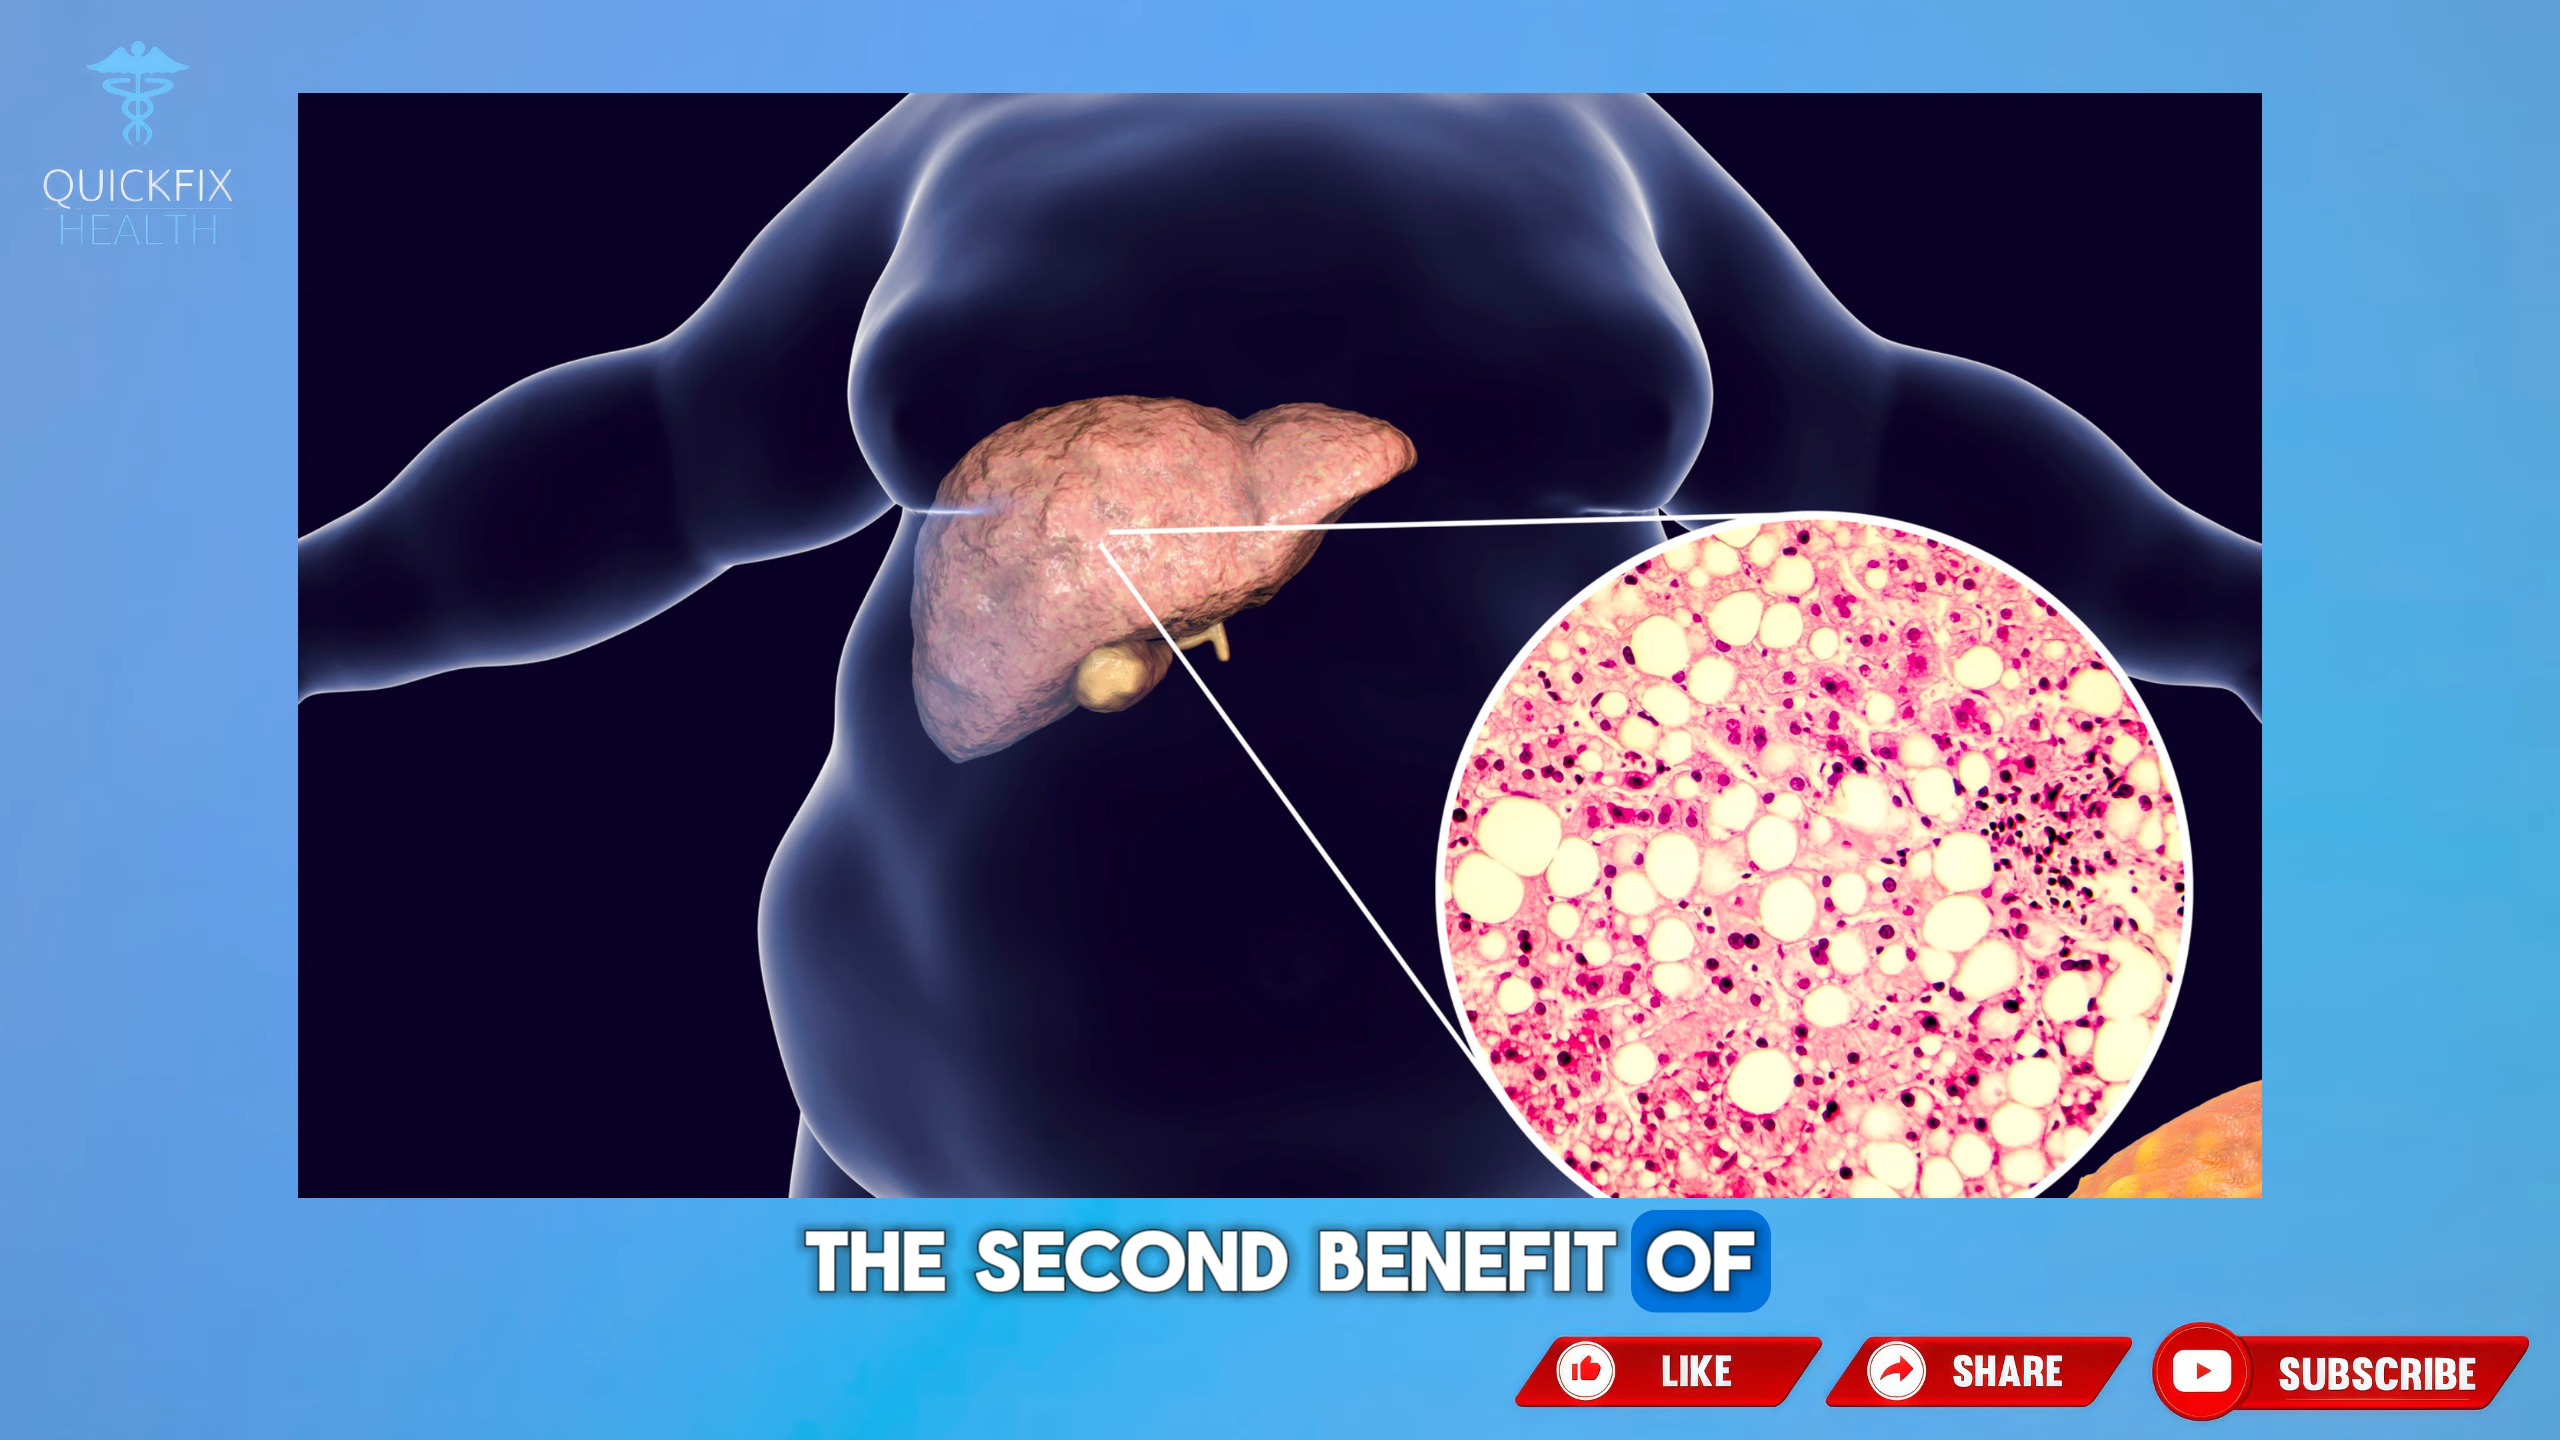 QUICKFIX
HEALTH
THE SECOND BENEFIT OF
LIKE
SHARE
SUBSCRIBE